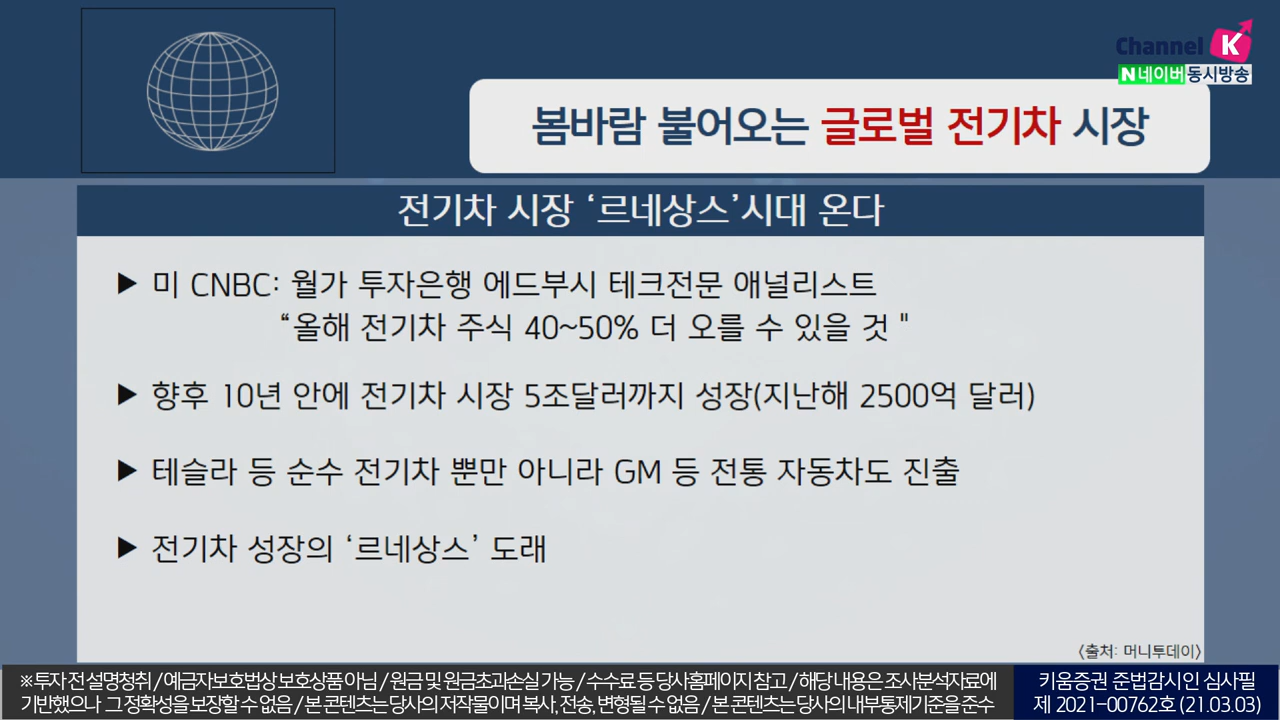 Channel K
N 네이버 동시방송
봄바람 불어오는 글로벌 전기차 시장
전기차 시장 ‘르네상스’시대 온다
▶ 미 CNBC: 월가 투자은행 에드부시 테크전문 애널리스트
“올해 전기차 주식 40~50% 더 오를 수 있을 것 "
▶ 향후 10년 안에 전기차 시장 5조달러까지 성장(지난해 2500억 달러)
▶ 테슬라 등 순수 전기차 뿐만 아니라 GM 등 전통 자동차도 진출
▶ 전기차 성장의 ‘르네상스’ 도래
<출처: 머니투데이>
※ 투자 전 설명청취 / 예금자보호법상 보호상품 아님 / 원금 및 원금초과손실 가능 / 수수료 등 당사홈페이지 참고 / 해당 내용은 조사분석자료에
기반했으나 그 정확성을 보장할 수 없음 / 본 콘텐츠는 당사의 저작물이며 복사, 전송, 변형될 수 없음 / 본 콘텐츠는 당사의 내부통제기준을 준수
키움증권 준법감시인 심사필
제 2021-00762호 (21.03.03)